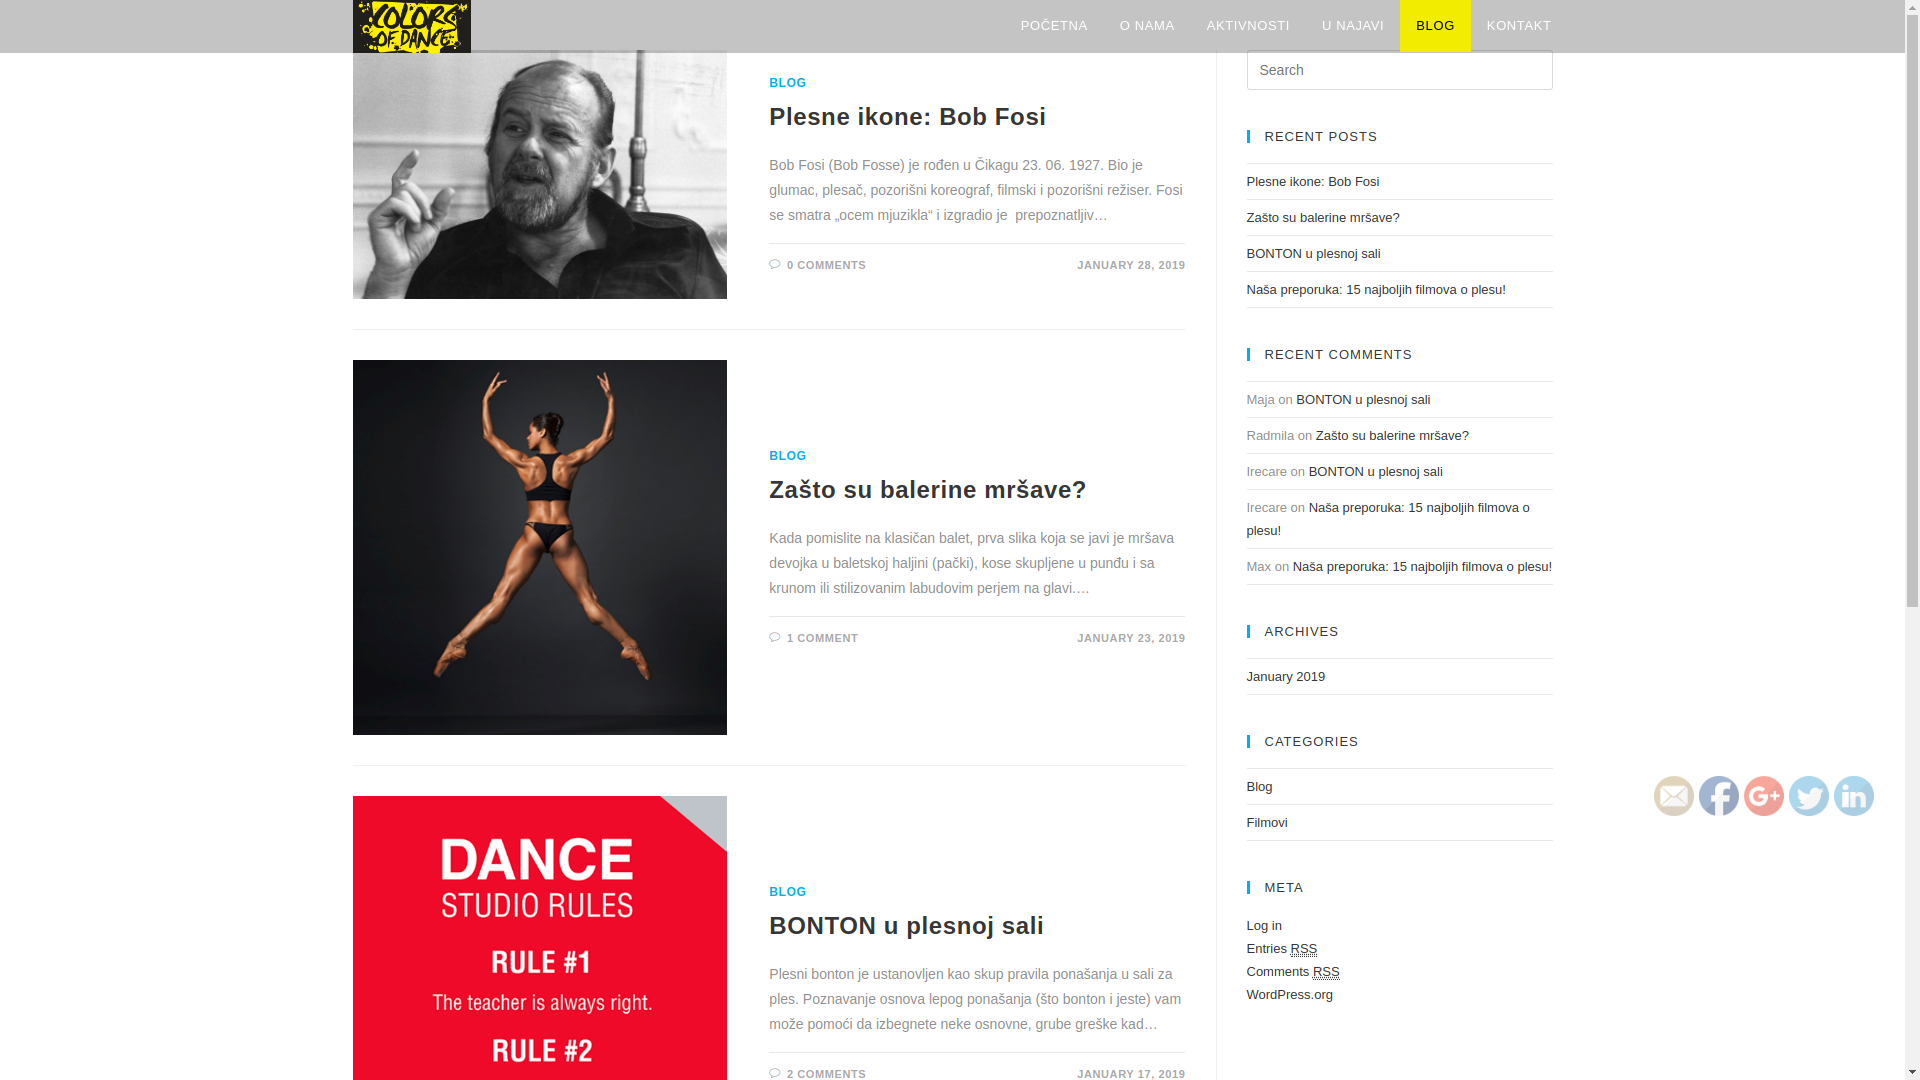 COLORS
OF DANCE
POČETNA
O NAMA
AKTIVNOSTI
U NAJAVI
BLOG
KONTAKT
BLOG
Plesne ikone: Bob Fosi
Bob Fosi (Bob Fosse) je rođen u Čikagu 23. 06. 1927. Bio je
glumac, plesač, pozorišni koreograf, filmski i pozorišni režiser. Fosi
se smatra „ocem mjuzikla“ i izgradio je  prepoznatljiv…
0 COMMENTS
JANUARY 28, 2019
BLOG
Zašto su balerine mršave?
Kada pomislite na klasičan balet, prva slika koja se javi je mršava
devojka u baletskoj haljini (pački), kose skupljene u punđu i sa
krunom ili stilizovanim labudovim perjem na glavi.…
1 COMMENT
JANUARY 23, 2019
DANCE
STUDIO RULES
RULE #1
The teacher is always right.
RULE #2
BLOG
BONTON u plesnoj sali
Plesni bonton je ustanovljen kao skup pravila ponašanja u sali za
ples. Poznavanje osnova lepog ponašanja (što bonton i jeste) vam
može pomoći da izbegnete neke osnovne, grube greške kad…
2 COMMENTS
JANUARY 17, 2019
Search
RECENT POSTS
Plesne ikone: Bob Fosi
Zašto su balerine mršave?
BONTON u plesnoj sali
Naša preporuka: 15 najboljih filmova o plesu!
RECENT COMMENTS
Maja on BONTON u plesnoj sali
Radmila on Zašto su balerine mršave?
Irecare on BONTON u plesnoj sali
Irecare on Naša preporuka: 15 najboljih filmova o
plesu!
Max on Naša preporuka: 15 najboljih filmova o plesu!
ARCHIVES
January 2019
CATEGORIES
Blog
Filmovi
META
Log in
Entries RSS
Comments RSS
WordPress.org